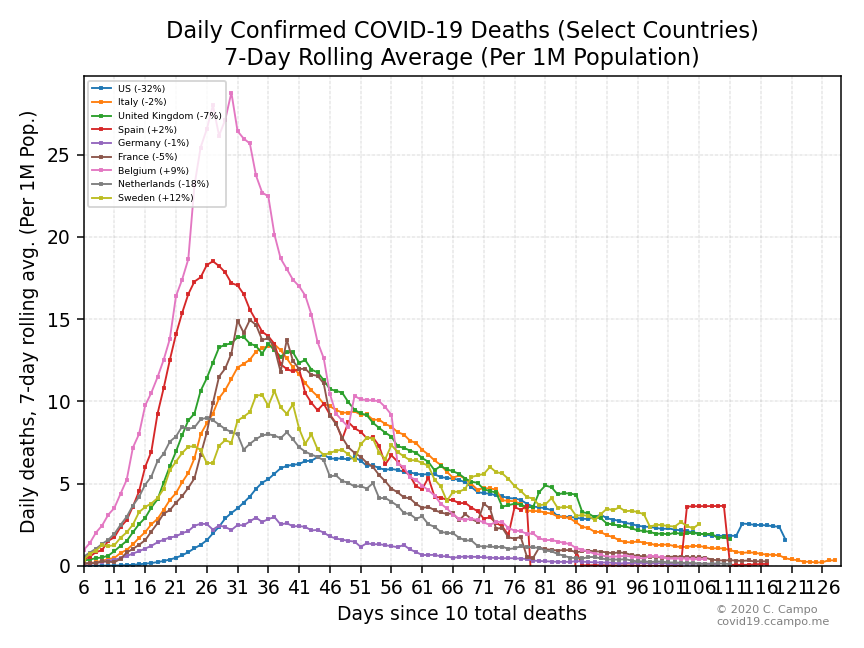 Daily Confirmed COVID-19 Deaths (Select Countries)
7-Day Rolling Average (Per 1M Population)
Daily deaths, 7-day rolling avg. (Per 1M Pop.)
25
20
15
10
5
0
US (-32%)
Italy (-2%)
United Kingdom (-7%)
Spain (+2%)
Germany (-1%)
France (-5%)
Belgium (+9%)
Netherlands (-18%)
Sweden (+12%)
6 11 16 21 26 31 36 41 46 51 56 61 66 71 76 81 86 91 96 101 106 111 116 121 126
Days since 10 total deaths
© 2020 C. Campo
covid19.ccampo.me